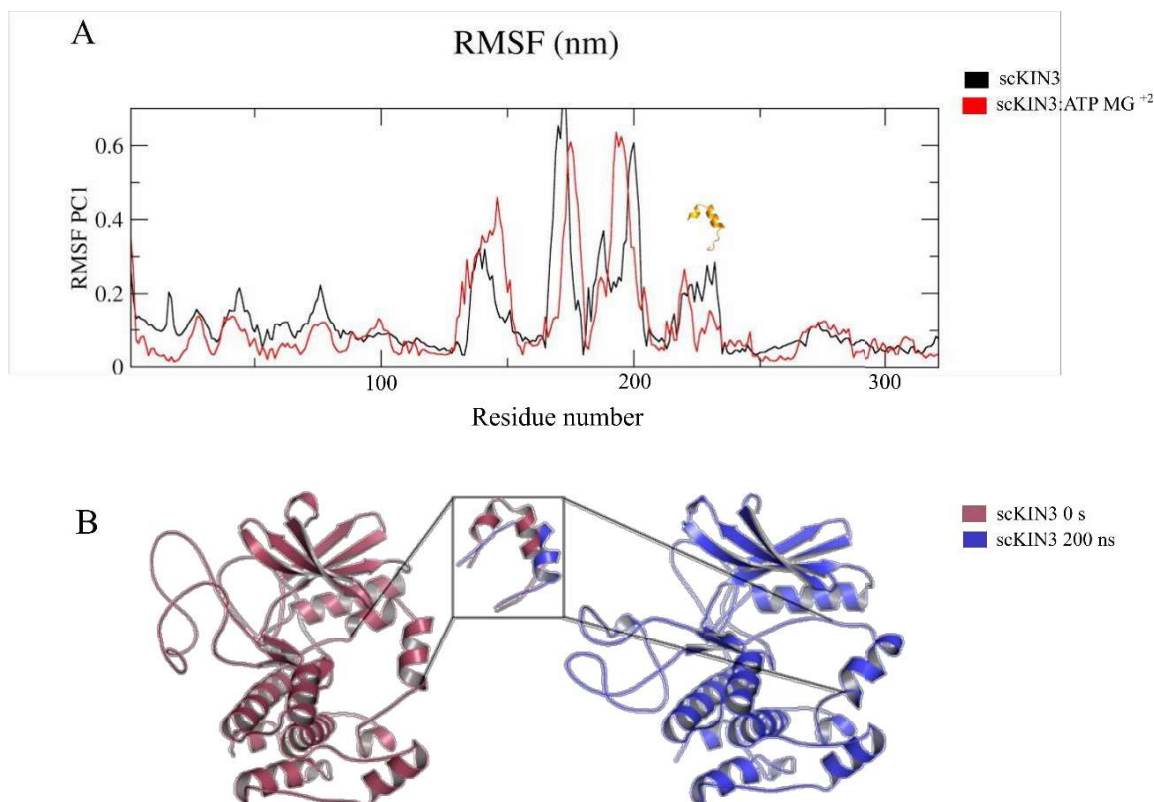 A
RMSF (nm)
scKIN3
scKIN3:ATP MG +2
RMSF PC1
0.6
0.4
0.2
0
100
200
300
Residue number
B
scKIN3 0 s
scKIN3 200 ns